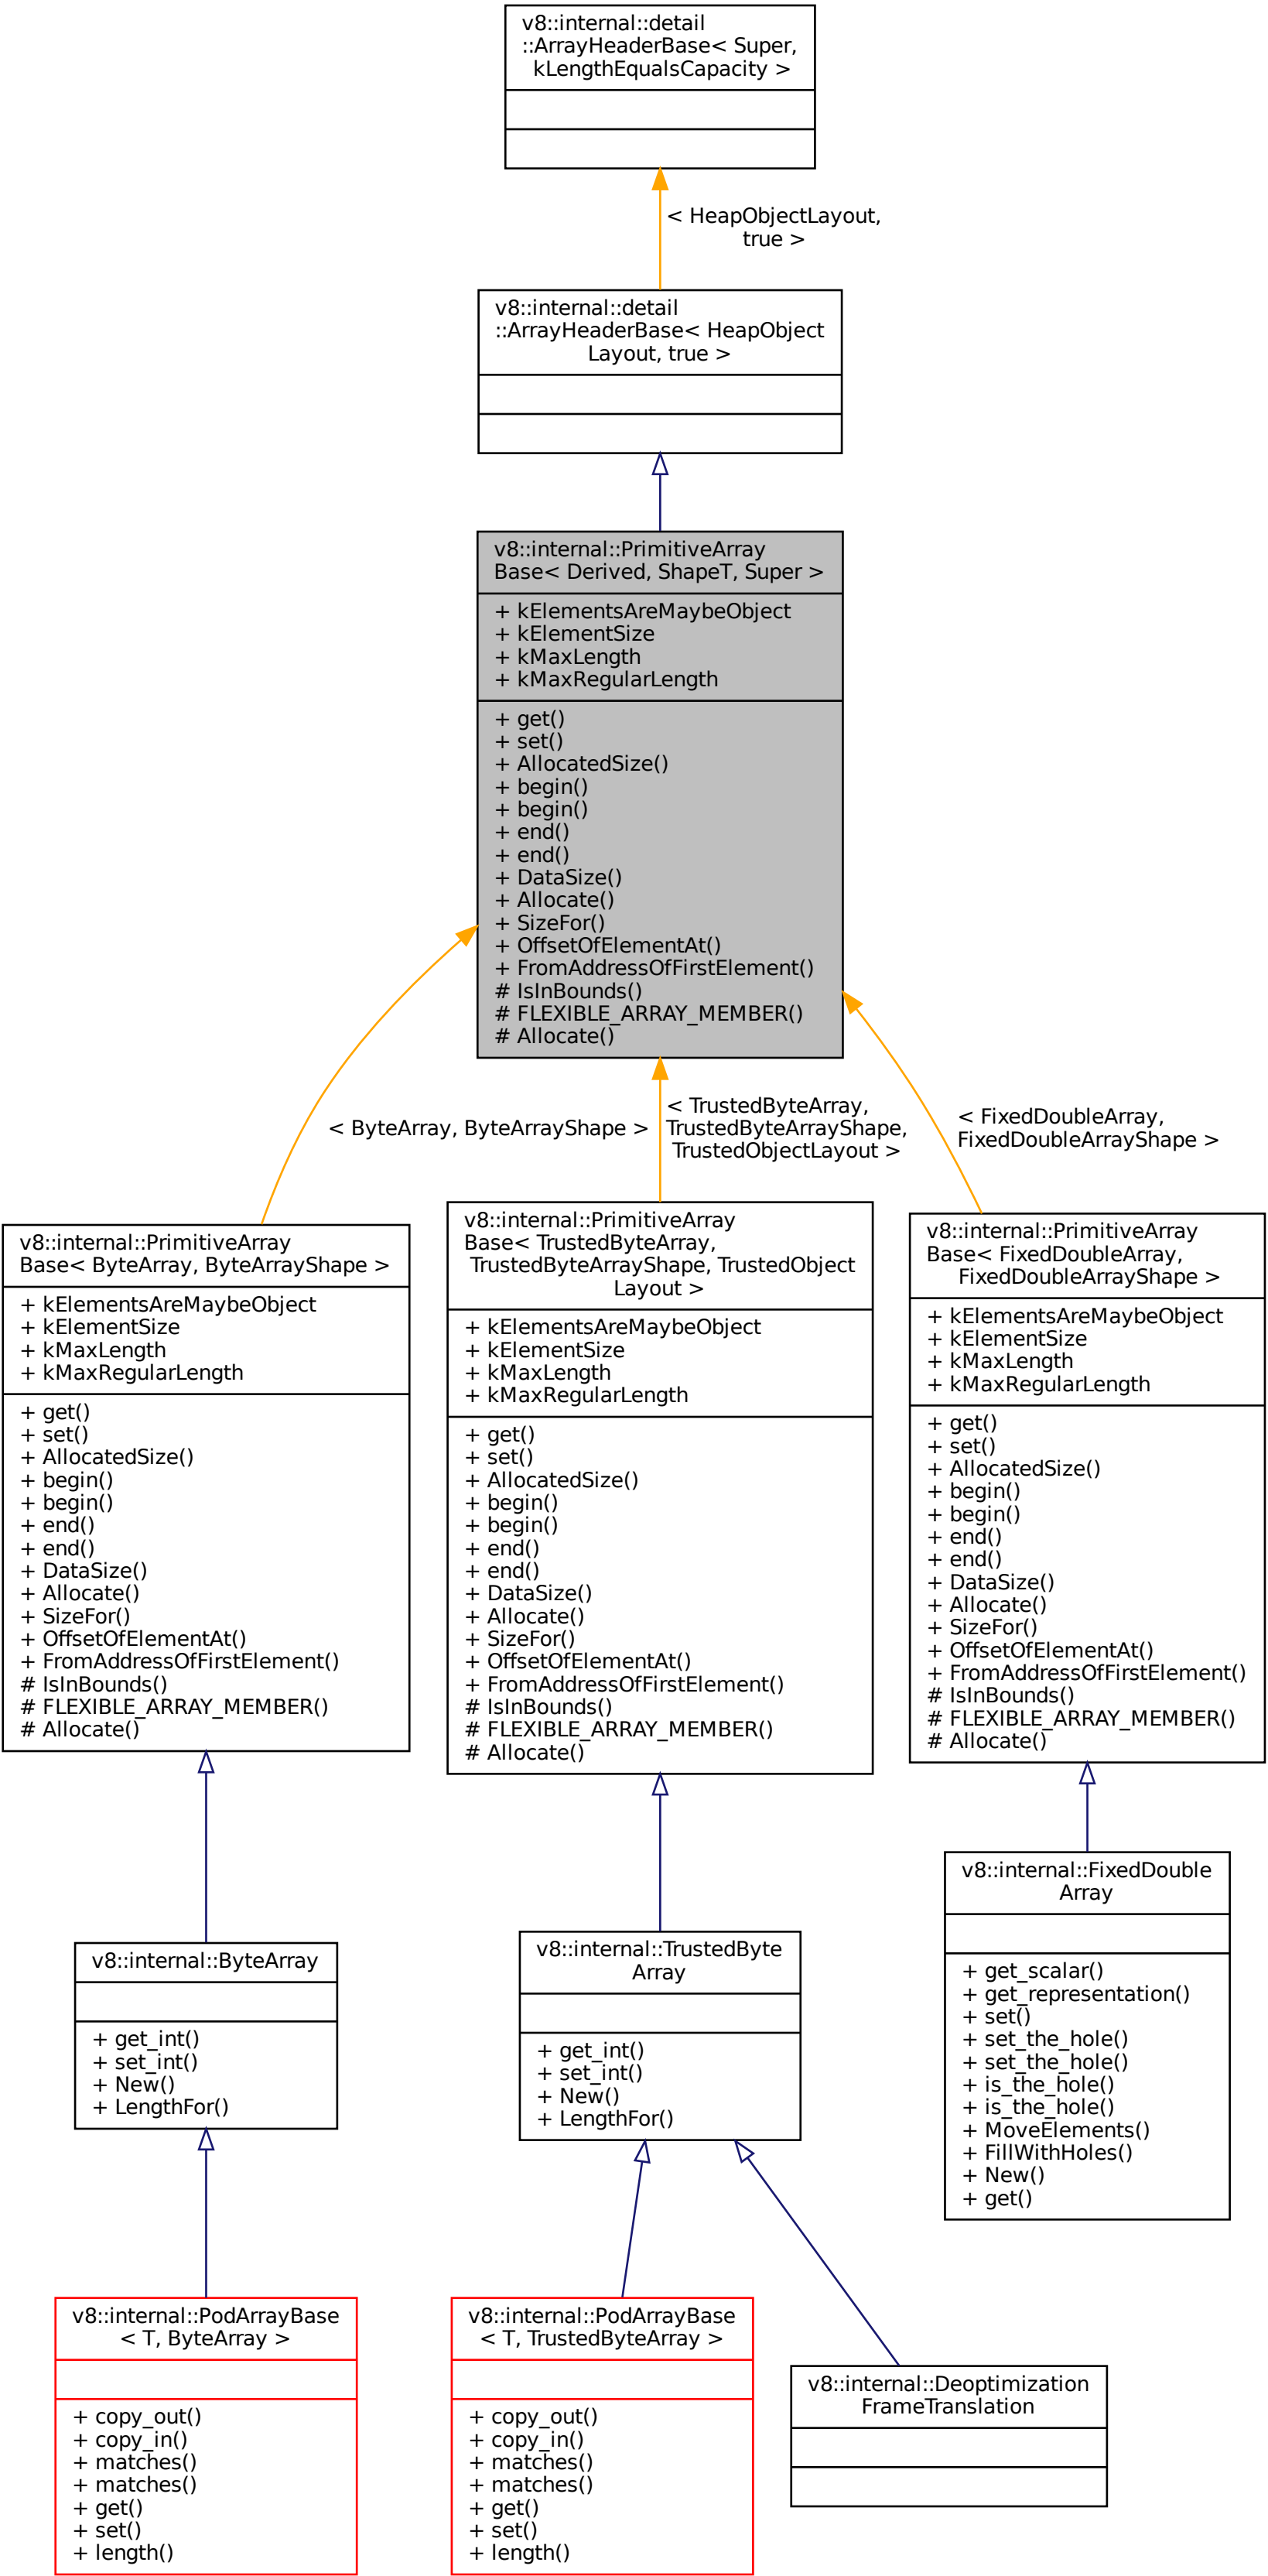 v8::internal::detail
::ArrayHeaderBase< Super,
kLengthEqualsCapacity >
< HeapObjectLayout,
true >
v8::internal::detail
::ArrayHeaderBase< HeapObject
Layout, true >
v8::internal::PrimitiveArray
Base< Derived, ShapeT, Super >
+ kElementsAreMaybeObject
+ kElementSize
+ kMaxLength
+ kMaxRegularLength
+ get()
+ set()
+ AllocatedSize()
+ begin()
+ begin()
+ end()
+ end()
+ DataSize()
+ Allocate()
+ SizeFor()
+ OffsetOfElementAt()
+ FromAddressOfFirstElement()
# IsInBounds()
# FLEXIBLE_ARRAY_MEMBER()
# Allocate()
< ByteArray, ByteArrayShape >
< TrustedByteArray,
TrustedByteArrayShape,
TrustedObjectLayout >
< FixedDoubleArray,
FixedDoubleArrayShape >
v8::internal::PrimitiveArray
Base< ByteArray, ByteArrayShape >
+ kElementsAreMaybeObject
+ kElementSize
+ kMaxLength
+ kMaxRegularLength
+ get()
+ set()
+ AllocatedSize()
+ begin()
+ begin()
+ end()
+ end()
+ DataSize()
+ Allocate()
+ SizeFor()
+ OffsetOfElementAt()
+ FromAddressOfFirstElement()
# IsInBounds()
# FLEXIBLE_ARRAY_MEMBER()
# Allocate()
v8::internal::PrimitiveArray
Base< TrustedByteArray,
TrustedByteArrayShape, TrustedObject
Layout >
+ kElementsAreMaybeObject
+ kElementSize
+ kMaxLength
+ kMaxRegularLength
+ get()
+ set()
+ AllocatedSize()
+ begin()
+ begin()
+ end()
+ end()
+ DataSize()
+ Allocate()
+ SizeFor()
+ OffsetOfElementAt()
+ FromAddressOfFirstElement()
# IsInBounds()
# FLEXIBLE_ARRAY_MEMBER()
# Allocate()
v8::internal::PrimitiveArray
Base< FixedDoubleArray,
FixedDoubleArrayShape >
+ kElementsAreMaybeObject
+ kElementSize
+ kMaxLength
+ kMaxRegularLength
+ get()
+ set()
+ AllocatedSize()
+ begin()
+ begin()
+ end()
+ end()
+ DataSize()
+ Allocate()
+ SizeFor()
+ OffsetOfElementAt()
+ FromAddressOfFirstElement()
# IsInBounds()
# FLEXIBLE_ARRAY_MEMBER()
# Allocate()
v8::internal::ByteArray
+ get_int()
+ set_int()
+ New()
+ LengthFor()
v8::internal::TrustedByte
Array
+ get_int()
+ set_int()
+ New()
+ LengthFor()
v8::internal::FixedDouble
Array
+ get_scalar()
+ get_representation()
+ set()
+ set_the_hole()
+ set_the_hole()
+ is_the_hole()
+ is_the_hole()
+ MoveElements()
+ FillWithHoles()
+ New()
+ get()
v8::internal::PodArrayBase
< T, ByteArray >
+ copy_out()
+ copy_in()
+ matches()
+ matches()
+ get()
+ set()
+ length()
v8::internal::PodArrayBase
< T, TrustedByteArray >
+ copy_out()
+ copy_in()
+ matches()
+ matches()
+ get()
+ set()
+ length()
v8::internal::Deoptimization
FrameTranslation